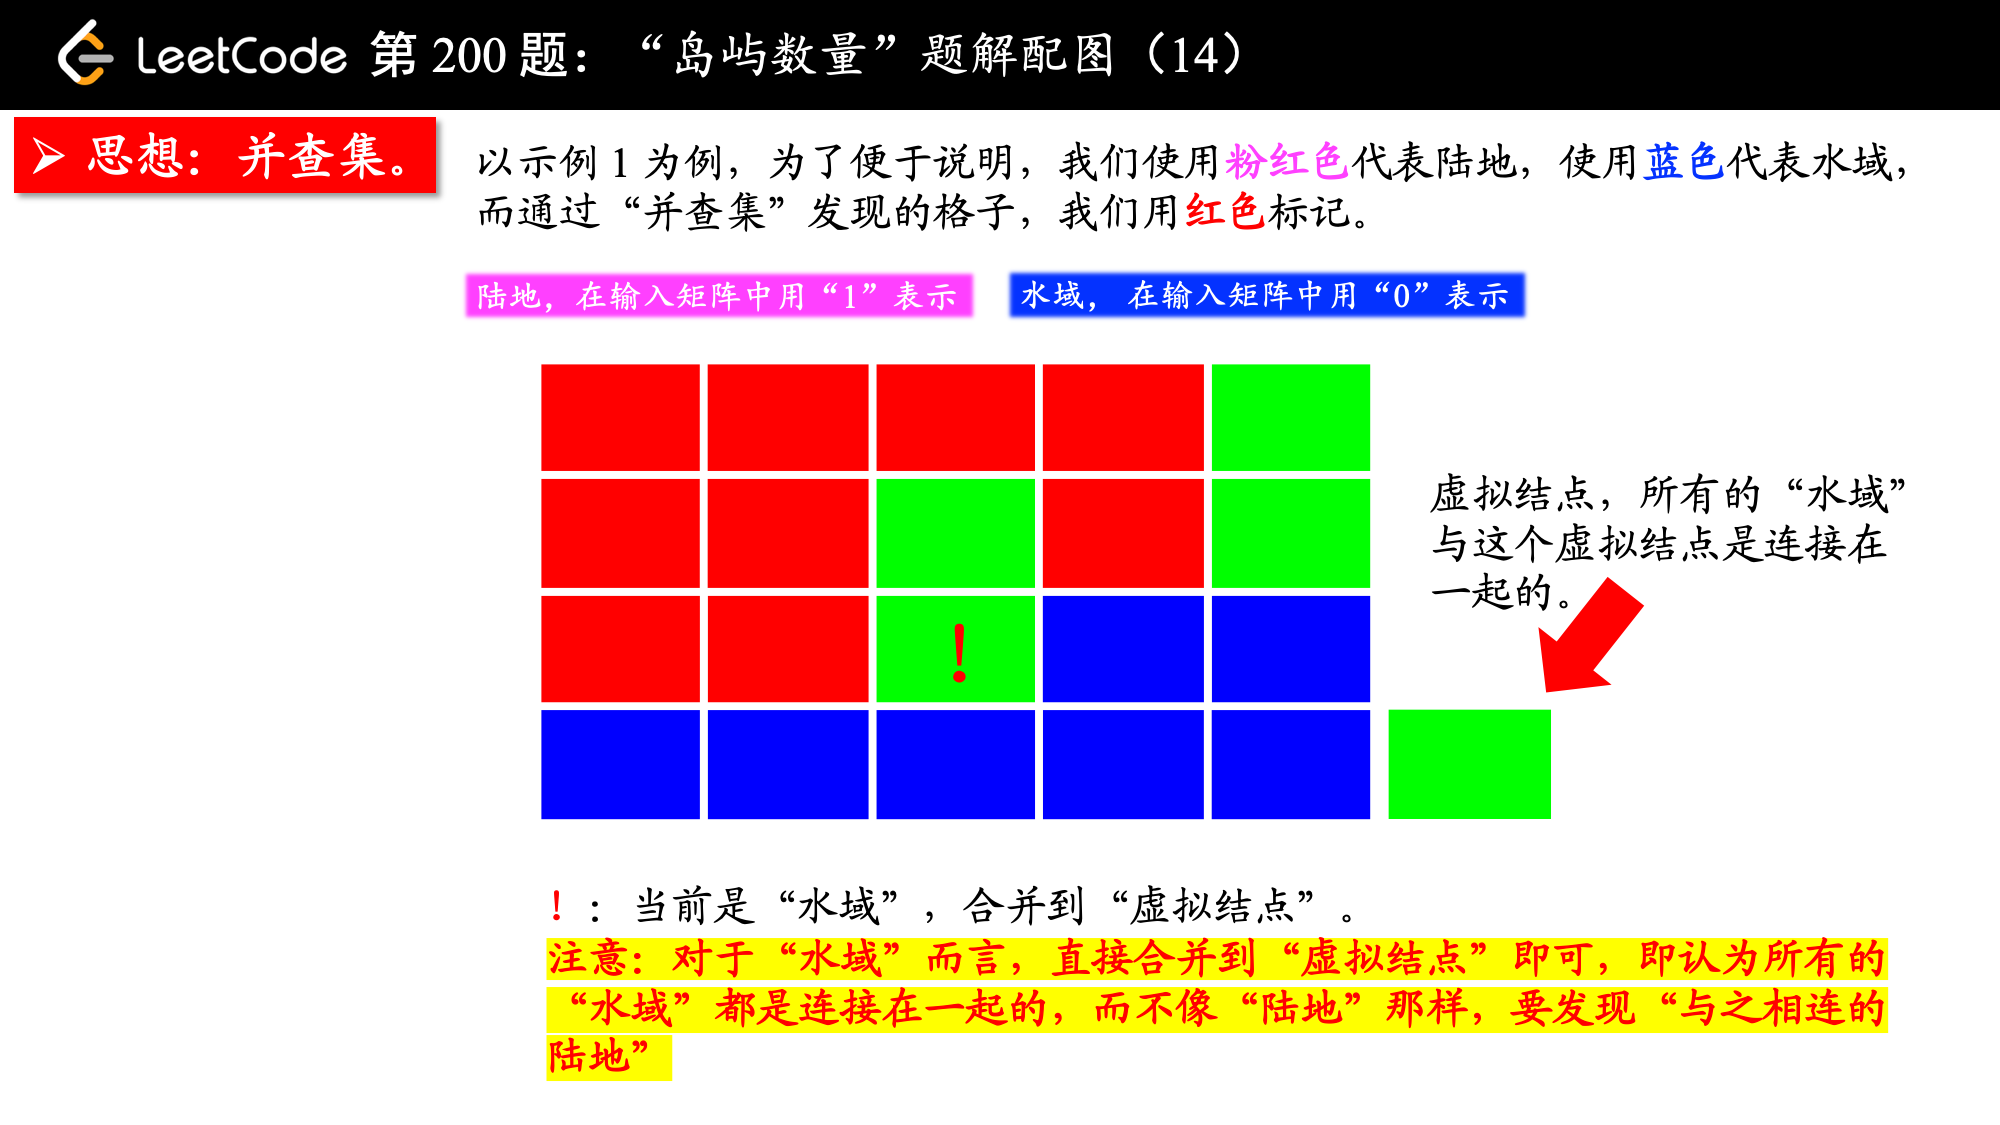 LeetCode 第 200 题：“岛屿数量”题解配图（14）
➢ 思想：并查集。
以示例 1 为例，为了便于说明，我们使用粉红色代表陆地，使用蓝色代表水域，
而通过“并查集”发现的格子，我们用红色标记。
陆地，在输入矩阵中用“1”表示
水域， 在输入矩阵中用“0”表示
虚拟结点，所有的“水域”
与这个虚拟结点是连接在
一起的。
!
！：当前是“水域”，合并到“虚拟结点”。
注意：对于“水域”而言，直接合并到“虚拟结点”即可，即认为所有的
“水域”都是连接在一起的，而不像“陆地”那样，要发现“与之相连的
陆地”